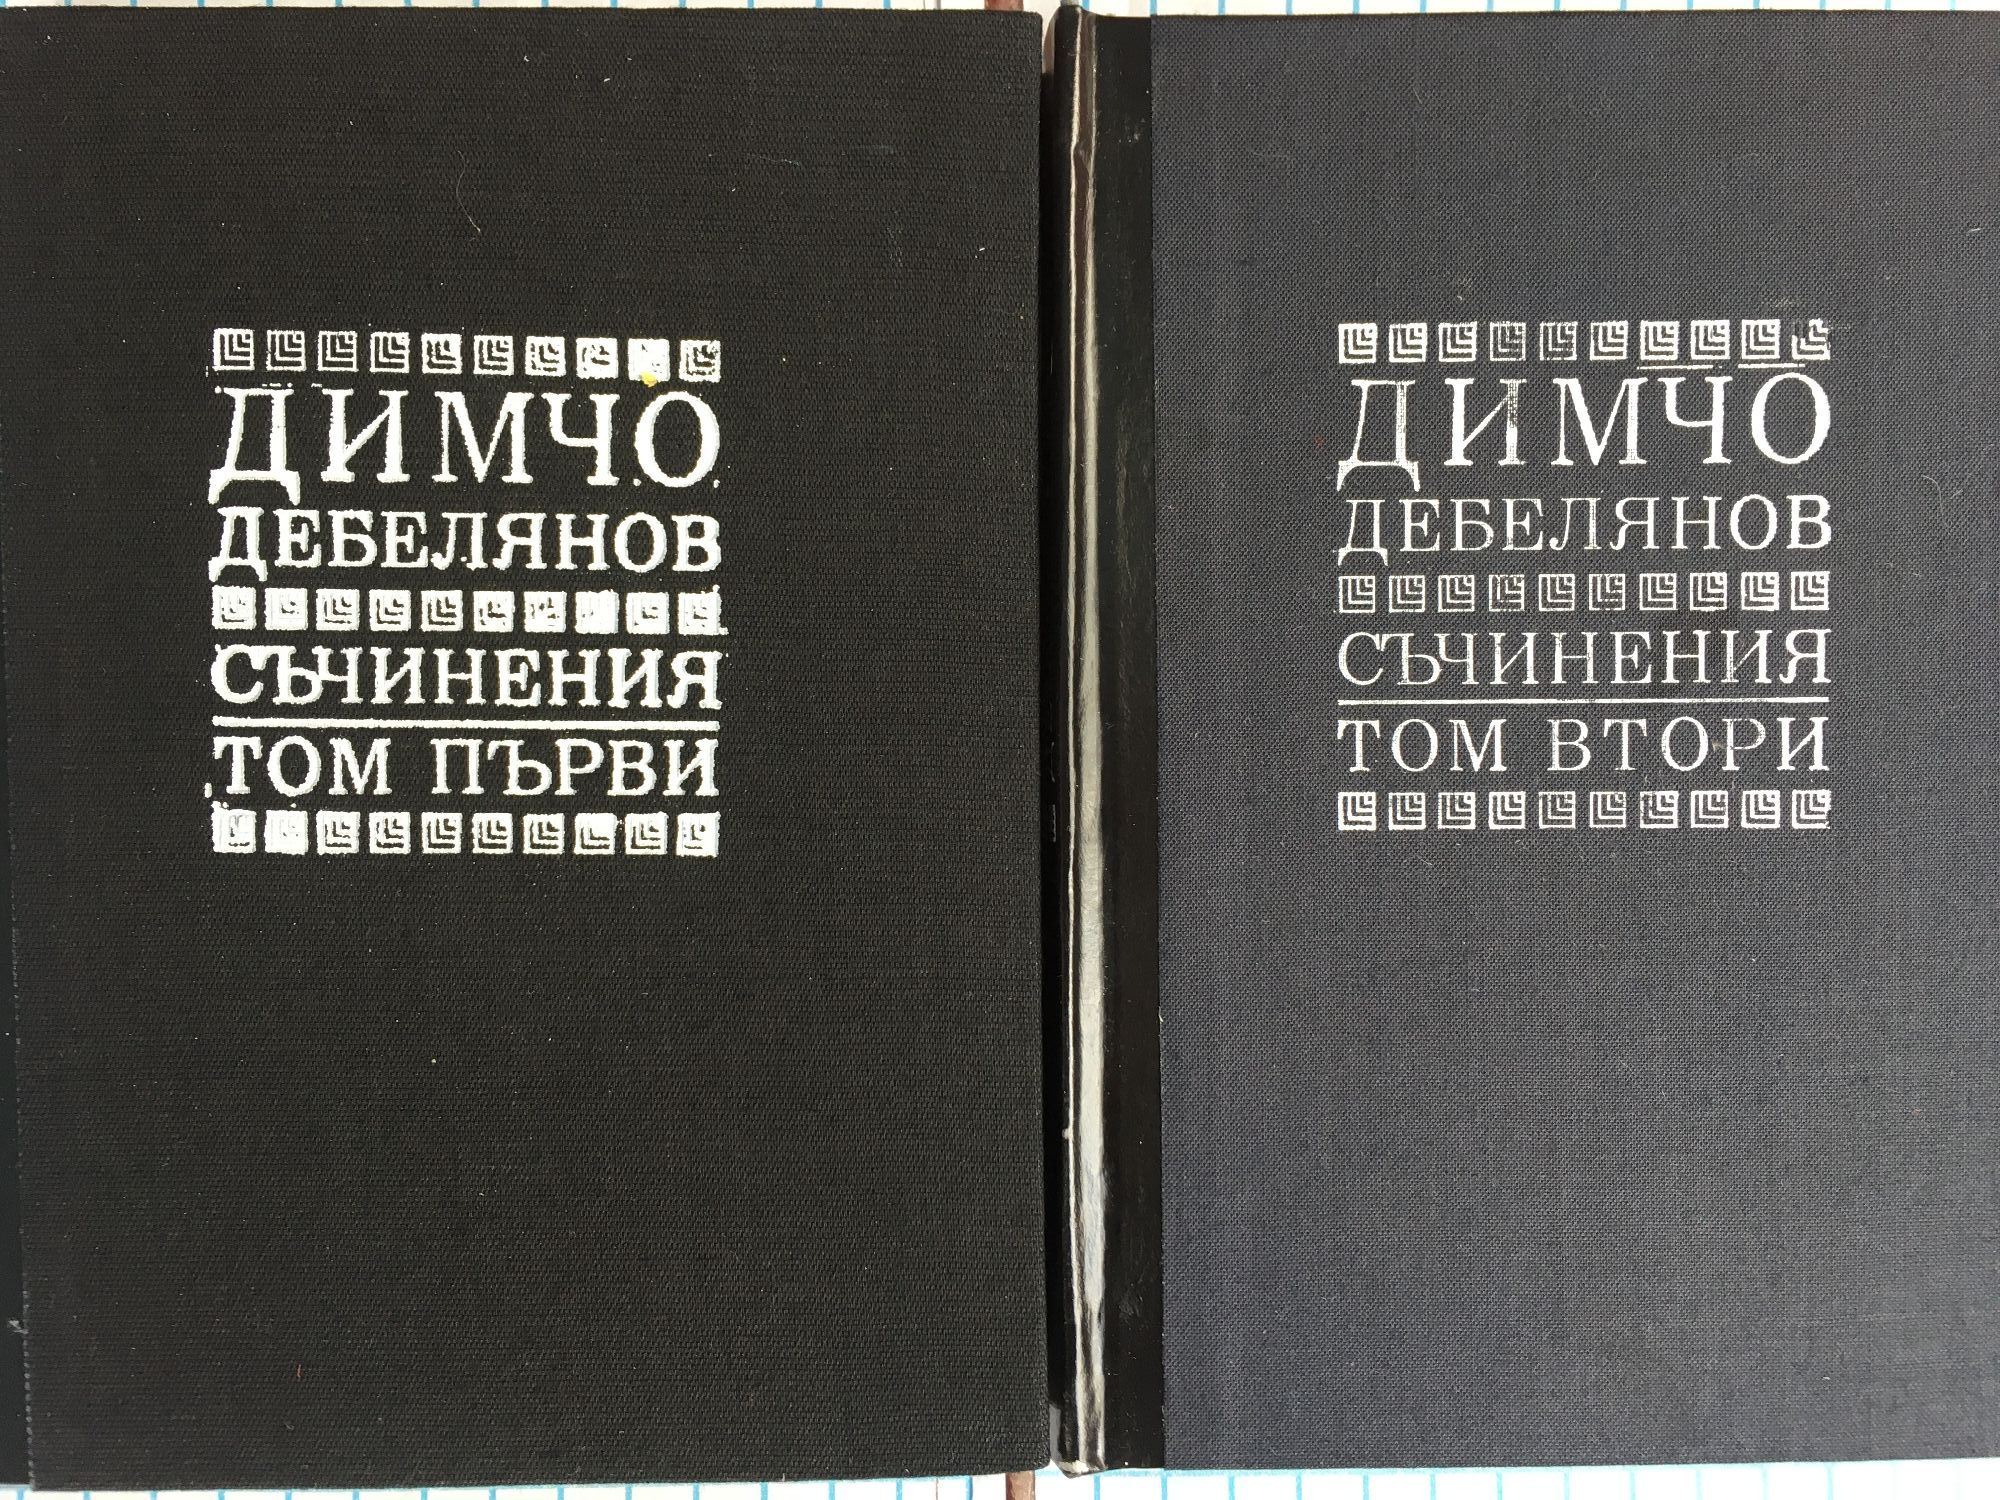 ДИМЧО
ДЕБЕЛЯНОВ
СЪЧИНЕНИЯ
ТОМ ПЪРВИ
ДИМЧО
ДЕБЕЛЯНОВ
СЪЧИНЕНИЯ
ТОМ ВТОРИ